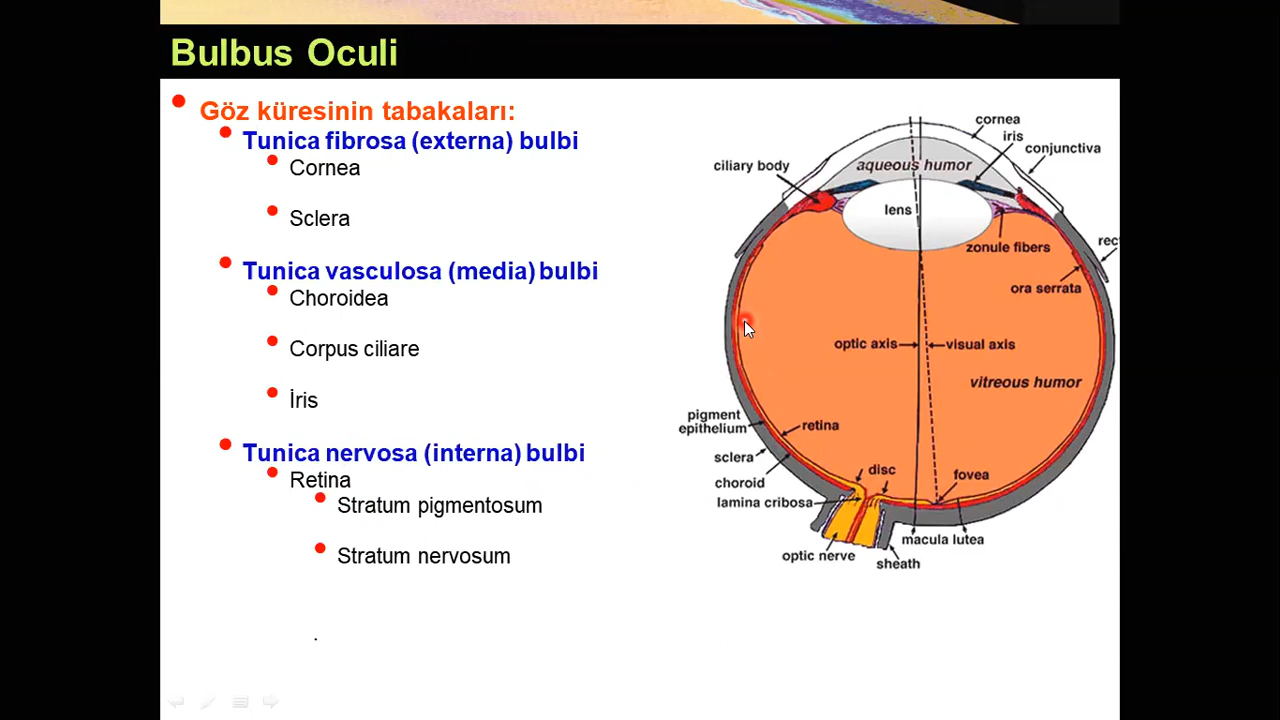 Bulbus Oculi
Göz küresinin tabakaları:
Tunica fibrosa (externa) bulbi
Cornea
Sclera
Tunica vasculosa (media) bulbi
Choroidea
Corpus ciliare
İris
Tunica nervosa (interna) bulbi
Retina
Stratum pigmentosum
Stratum nervosum
.
cornea
iris
conjunctiva
ciliary body
aqueous humor
lens
zonule fibers
rect
ora serrata
optic axis
visual axis
vitreous humor
pigment
epithelium
retina
sclera
choroid
disc
fovea
lamina cribosa
optic nerve
macula lutea
sheath